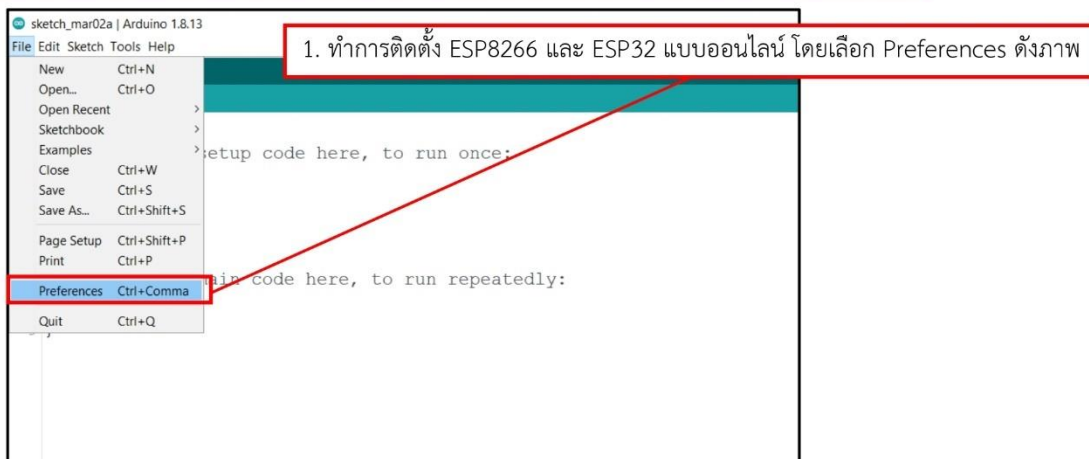 sketch_mar02a | Arduino 1.8.13
File Edit Sketch Tools Help
1. ทำการติดตั้ง ESP8266 และ ESP32 แบบออนไลน์ โดยเลือก Preferences ดังภาพ
New Ctrl+N
Open... Ctrl+O
Open Recent >
Sketchbook >
Examples >
setup code here, to run once:
Close Ctrl+W
Save Ctrl+S
Save As... Ctrl+Shift+S
Page Setup Ctrl+Shift+P
Print Ctrl+P
code here, to run repeatedly:
Preferences Ctrl+Comma
Quit Ctrl+Q